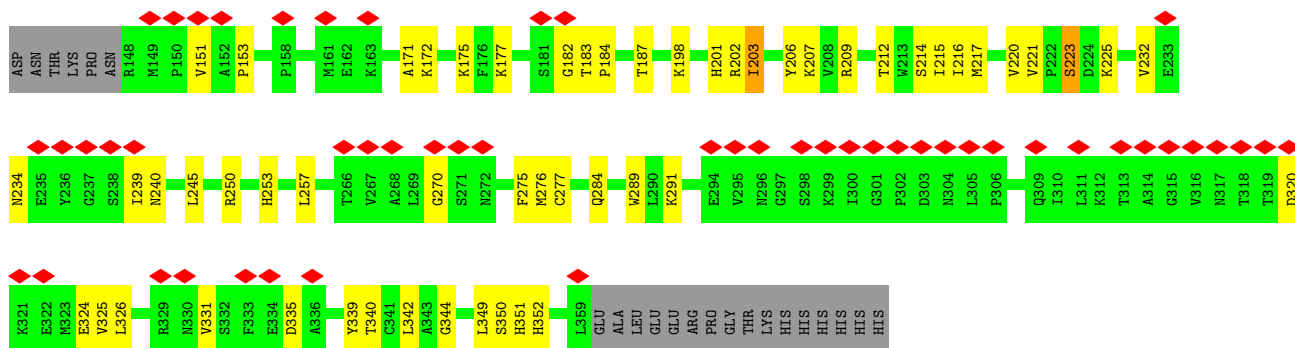 ASP ASN THR LYS PRO ASN R148 M149 P150 V151 A152 P153 P158 M161 E162 K163 A171 K172 K175 F176 K177 S181 G182 T183 P184 T187 K198 H201 R202 I203 Y206 K207 V208 R209 T212 W213 S214 I215 I216 M217 V220 V221 P222 S223 D224 K225 V232 E233
N234 E235 Y236 G237 S238 I239 N240 L245 R250 H253 L257 T266 V267 A268 L269 G270 S271 N272 F275 M276 C277 Q284 W289 L290 K291 E294 V295 N296 G297 S298 K299 I300 G301 P302 D303 N304 L305 P306 Q309 I310 L311 K312 T313 A314 G315 V316 N317 T318 T319 D320
K321 E322 M323 E324 V325 L326 R329 N330 V331 S332 F333 E334 D335 A336 Y339 T340 C341 L342 A343 G344 L349 S350 H351 H352 L359 GLU ALA LEU GLU GLU ARG PRO GLY THR LYS HIS HIS HIS HIS HIS HIS